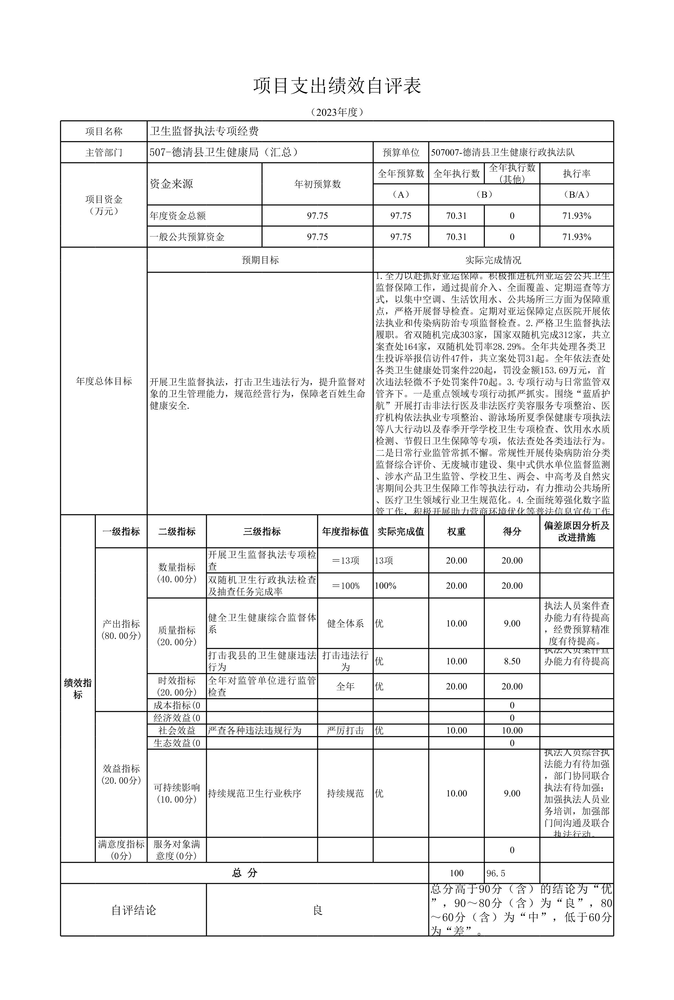 项目支出绩效自评表
（2023年度）
项目名称
卫生监督执法专项经费
主管部门
507-德清县卫生健康局（汇总）
预算单位
507007-德清县卫生健康行政执法队
项目资金
（万元）
资金来源
年初预算数
全年预算数
全年执行数
全年执行数
(其他)
执行率
（A）
（B）
（B/A）
年度资金总额
97.75
97.75
70.31
0
71.93%
一般公共预算资金
97.75
97.75
70.31
0
71.93%
年度总体目标
预期目标
实际完成情况
开展卫生监督执法，打击卫生违法行为，提升监督对
象的卫生管理能力，规范经营行为，保障老百姓生命
健康安全.
1.全力以赴抓好亚运保障。积极推进杭州亚运会公共卫生
监督保障工作，通过提前介入、全面覆盖、定期巡查等方
式，以集中空调、生活饮用水、公共场所三方面为保障重
点，严格开展督导检查。定期对亚运保障定点医院开展依
法执业和传染病防治专项监督检查。2.严格卫生监督执法
履职。省双随机完成303家，国家双随机完成312家，共立
案查处164家，双随机处罚率28.29%。全年共处理各类卫
生投诉举报信访件47件，共立案处罚31起。全年依法查处
各类卫生健康处罚案件220起，罚没金额153.69万元，首
次违法轻微不予处罚案件70起。3.专项行动与日常监管双
管齐下。一是重点领域专项行动抓严抓实。围绕“蓝盾护
航”开展打击非法行医及非法医疗美容服务专项整治、医
疗机构依法执业专项整治、游泳场所夏季保健康专项执法
等八大行动以及春季开学学校卫生专项检查、饮用水水质
检测、节假日卫生保障等专项，依法查处各类违法行为。
二是日常行业监管常抓不懈。常规性开展传染病防治分类
监督综合评价、无废城市建设、集中式供水单位监督监测
、涉水产品卫生监管、学校卫生、两会、中高考及自然灾
害期间公共卫生保障工作等执法行动，有力推动公共场所
、医疗卫生领域行业卫生规范化。4.全面统筹强化数字监
管工作，积极开展助力营商环境优化等普法信息宣传工作
绩效指
标
一级指标
二级指标
三级指标
年度指标值
实际完成值
权重
得分
偏差原因分析及
改进措施
产出指标
(80.00分)
数量指标
(40.00分)
开展卫生监督执法专项检
查
＝13项
13项
20.00
20.00
双随机卫生行政执法检查
及抽查任务完成率
＝100%
100%
20.00
20.00
质量指标
(20.00分)
健全卫生健康综合监督体
系
健全体系
优
10.00
9.00
执法人员案件查
办能力有待提高
，经费预算精准
度有待提高。
打击我县的卫生健康违法
行为
打击违法行
为
优
10.00
8.50
执法人员案件查
办能力有待提高
时效指标
(20.00分)
全年对监管单位进行监管
检查
全年
优
20.00
20.00
成本指标(0
0
效益指标
(20.00分)
经济效益(0
0
社会效益
严查各种违法违规行为
严厉打击
优
10.00
10.00
生态效益(0
0
可持续影响
(10.00分)
持续规范卫生行业秩序
持续规范
优
10.00
9.00
执法人员综合执
法能力有待加强
，部门协同联合
执法有待加强；
加强执法人员业
务培训，加强部
门间沟通及联合
执法行动。
满意度指标
(0分)
服务对象满
意度(0分)
0
总 分
100
96.5
自评结论
良
总分高于90分（含）的结论为“优
”，90～80分（含）为“良”，80
～60分（含）为“中”，低于60分
为“差”。